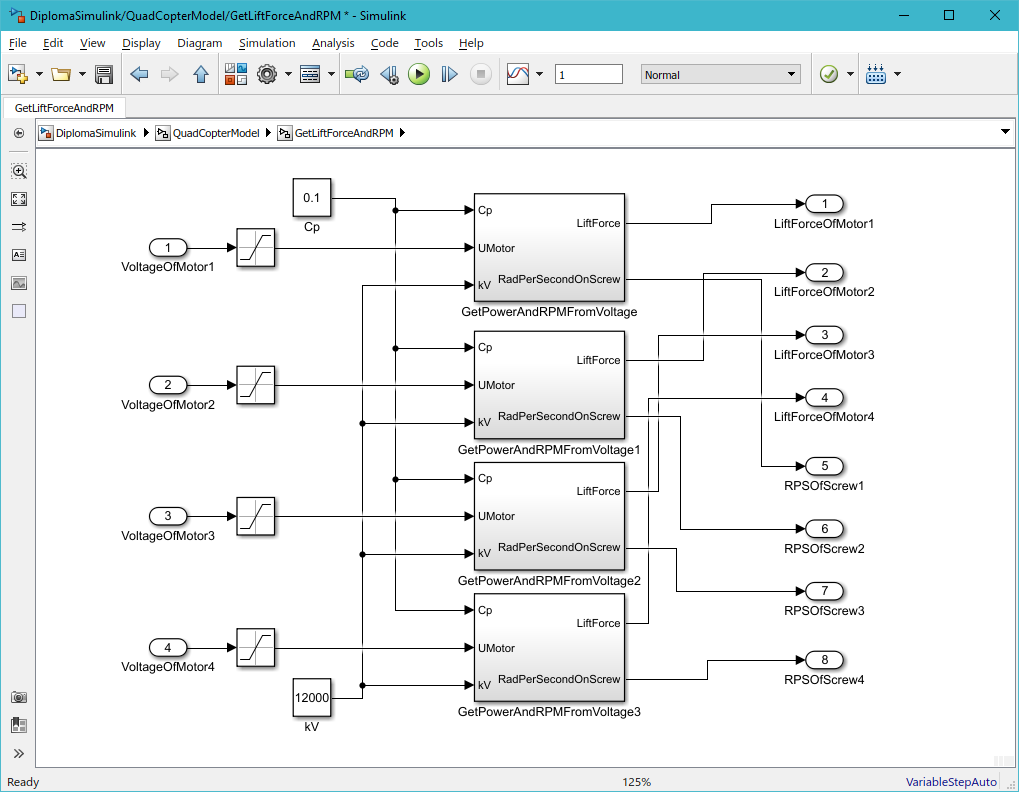 DiplomaSimulink/QuadCopterModel/GetLiftForceAndRPM * - Simulink
File Edit View Display Diagram Simulation Analysis Code Tools Help
1 Normal
GetLiftForceAndRPM
DiplomaSimulink QuadCopterModel GetLiftForceAndRPM
0.1
Cp
1
VoltageOfMotor1
Cp
UMotor
kV
LiftForce
RadPerSecondOnScrew
GetPowerAndRPMFromVoltage
1
LiftForceOfMotor1
2
LiftForceOfMotor2
2
VoltageOfMotor2
Cp
UMotor
kV
LiftForce
RadPerSecondOnScrew
GetPowerAndRPMFromVoltage1
3
LiftForceOfMotor3
4
LiftForceOfMotor4
3
VoltageOfMotor3
Cp
UMotor
kV
LiftForce
RadPerSecondOnScrew
GetPowerAndRPMFromVoltage2
5
RPSOfScrew1
6
RPSOfScrew2
4
VoltageOfMotor4
12000
kV
Cp
UMotor
kV
LiftForce
RadPerSecondOnScrew
GetPowerAndRPMFromVoltage3
7
RPSOfScrew3
8
RPSOfScrew4
Ready 125% VariableStepAuto